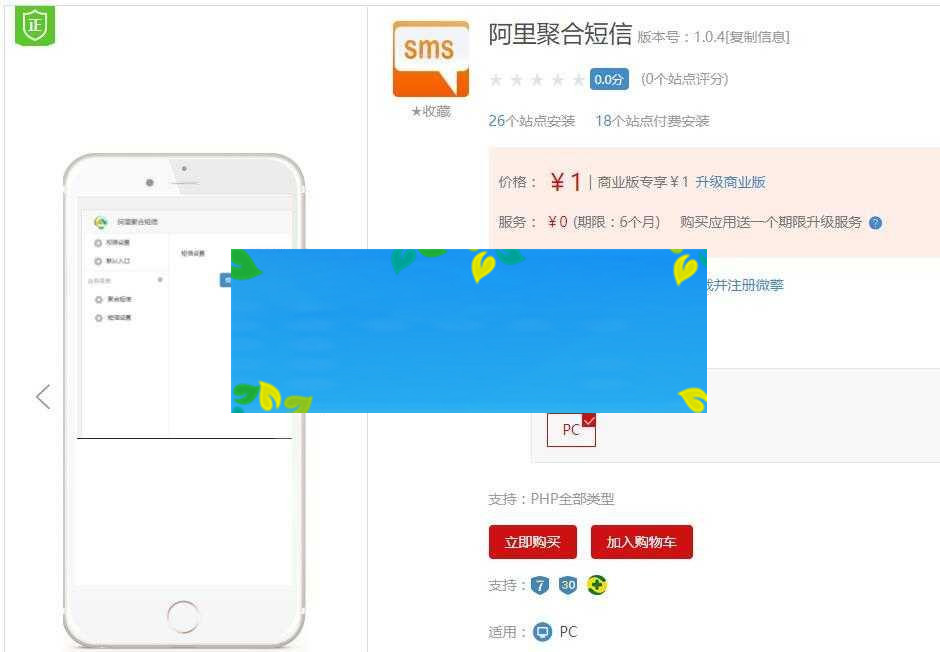 正
sms
★收藏
阿里聚合短信 版本号：1.0.4[复制信息]
0.0分 (0个站点评分)
26个站点安装 18个站点付费安装
价格： ￥1 | 商业版专享￥1 升级商业版
服务： ￥0 (期限：6个月) 购买应用送一个期限升级服务 ?
并注册微擎
阿里聚合短信
权限设置
默认入口
短信设置
聚合短信
短信设置
PC
支持：PHP全部类型
立即购买 加入购物车
支持： 7 30
适用： PC